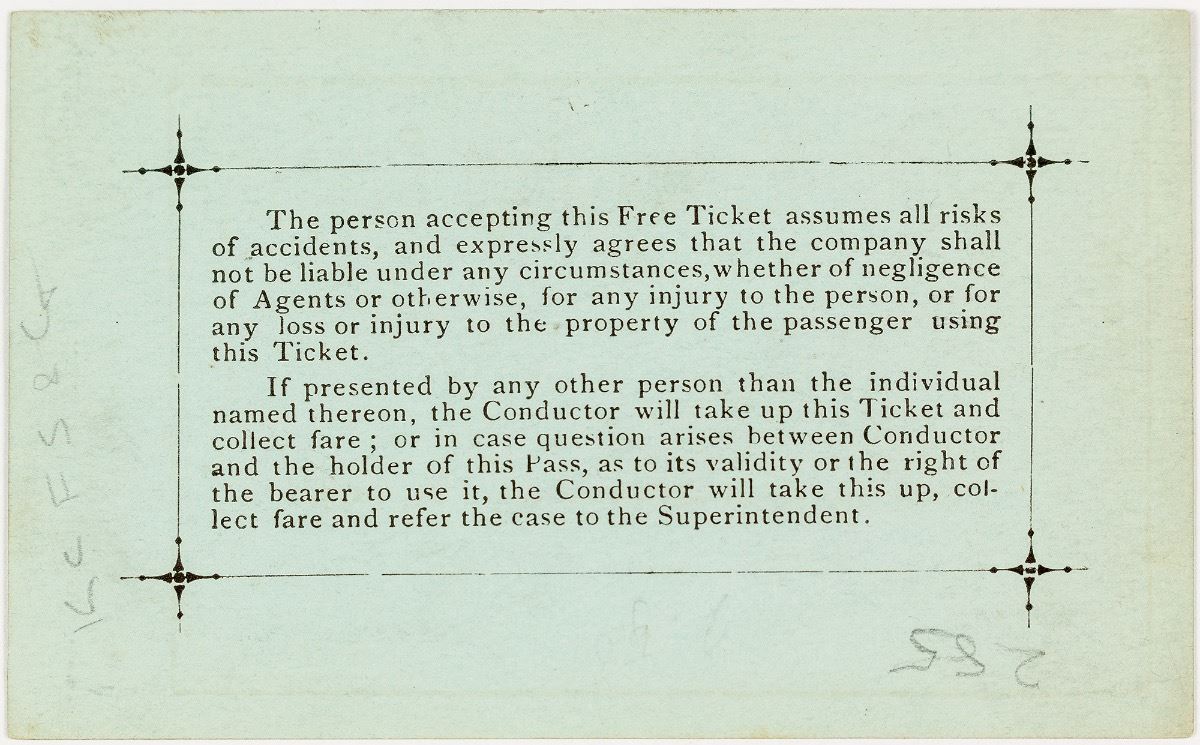 The person accepting this Free Ticket assumes all risks
of accidents, and expressly agrees that the company shall
not be liable under any circumstances, whether of negligence
of Agents or otherwise, for any injury to the person, or for
any loss or injury to the property of the passenger using
this Ticket.
If presented by any other person than the individual
named thereon, the Conductor will take up this Ticket and
collect fare ; or in case question arises between Conductor
and the holder of this Pass, as to its validity or the right of
the bearer to use it, the Conductor will take this up, col-
lect fare and refer the case to the Superintendent.